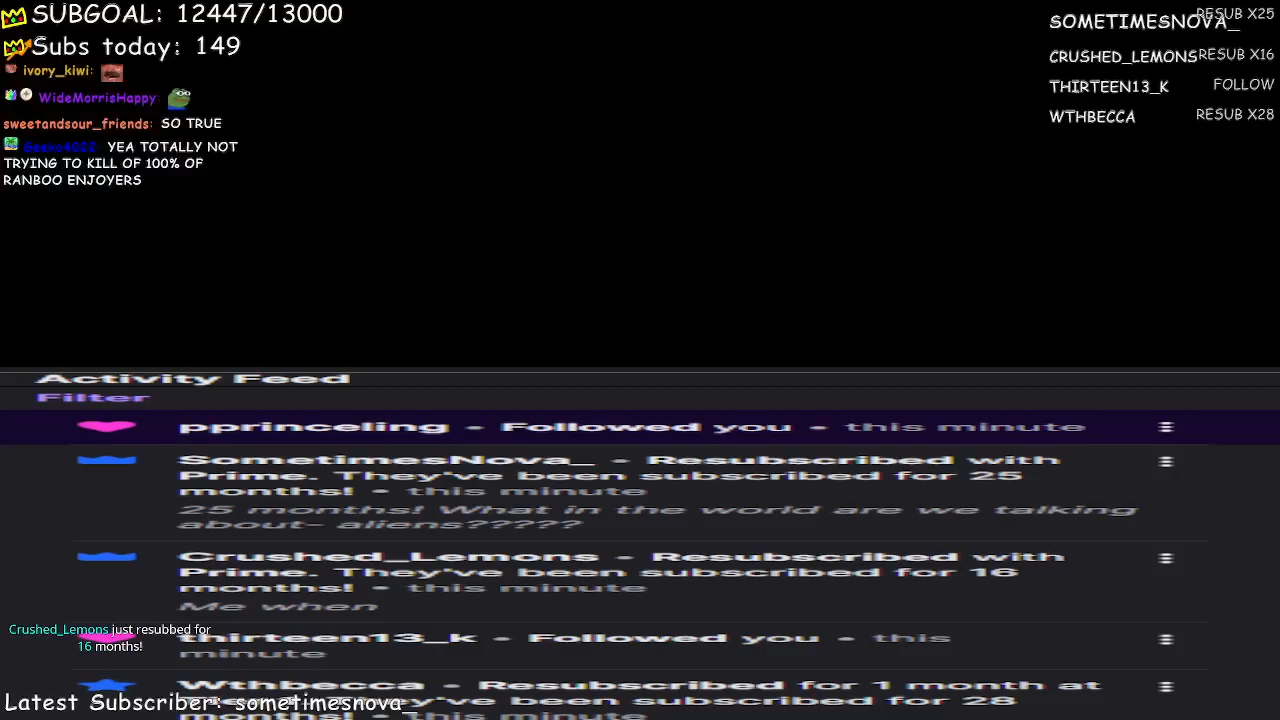 SUBGOAL: 12447/13000
Subs today: 149
ivory_kiwi:
WideMorrisHappy:
sweetandsour_friends: SO TRUE
Geeko4022 YEA TOTALLY NOT
TRYING TO KILL OF 100% OF
RANBOO ENJOYERS
SOMETIMESNOVA_ RESUB X25
CRUSHED_LEMONS RESUB X16
THIRTEEN13_K FOLLOW
WTHBECCA RESUB X28
Activity Feed
Filter
pprinceling • Followed you • this minute
SometimesNova_ • Resubscribed with
Prime. They've been subscribed for 25
months! • this minute
25 months! What in the world are we talking
about- aliens?????
Crushed_Lemons • Resubscribed with
Prime. They've been subscribed for 16
months! • this minute
Me when
Crushed_Lemons just resubbed for
16 months!
thirteen13_k • Followed you • this
minute
Wthbecca • Resubscribed for 1 month at
They've been subscribed for 28
months! • this minute
Latest Subscriber: sometimesnova_